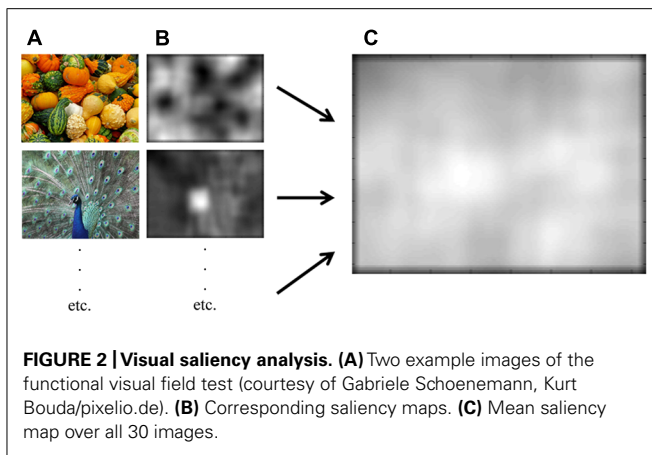 A B C
.
.
.
etc.
.
.
.
etc.
FIGURE 2 | Visual saliency analysis. (A) Two example images of the
functional visual field test (courtesy of Gabriele Schoenemann, Kurt
Bouda/pixelio.de). (B) Corresponding saliency maps. (C) Mean saliency
map over all 30 images.